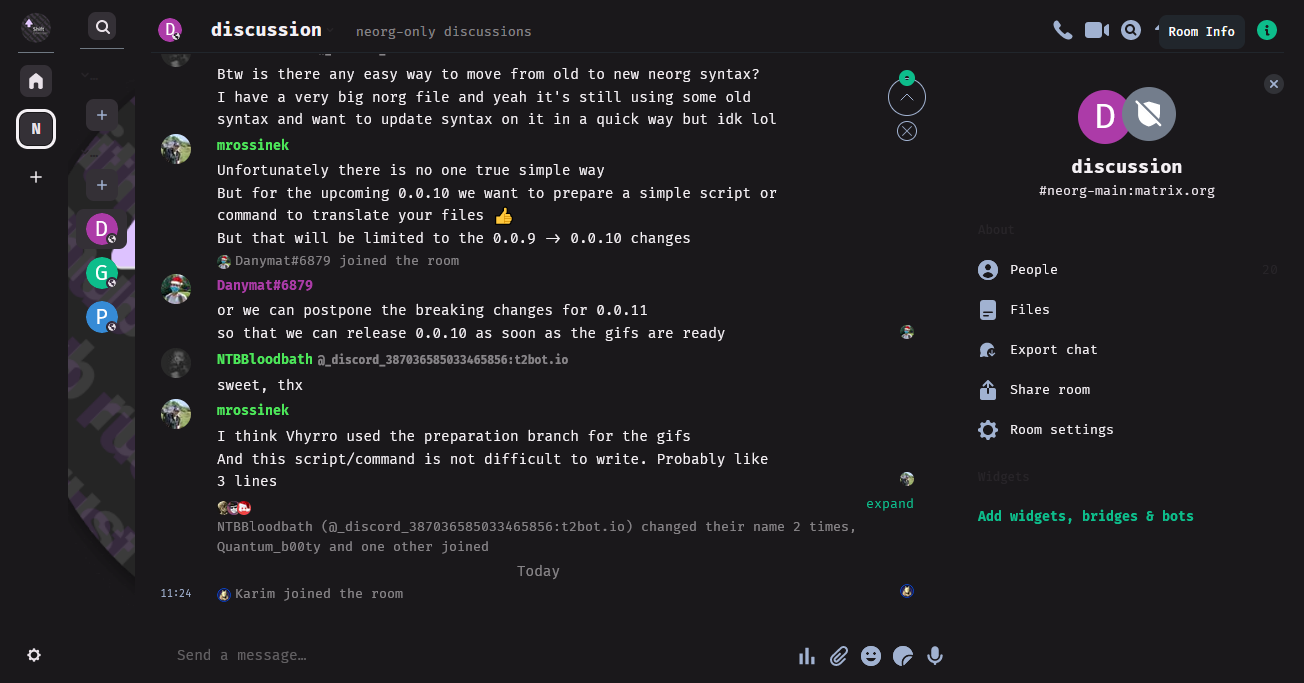 discussion
neorg-only discussions
Room Info
Btw is there any easy way to move from old to new neorg syntax?
I have a very big norg file and yeah it's still using some old
syntax and want to update syntax on it in a quick way but idk lol
mrossinek
Unfortunately there is no one true simple way
But for the upcoming 0.0.10 we want to prepare a simple script or
command to translate your files 👍
But that will be limited to the 0.0.9 -> 0.0.10 changes
Danymat#6879 joined the room
Danymat#6879
or we can postpone the breaking changes for 0.0.11
so that we can release 0.0.10 as soon as the gifs are ready
NTBBloodbath @_discord_387036585033465856:t2bot.io
sweet, thx
mrossinek
I think Vhyrro used the preparation branch for the gifs
And this script/command is not difficult to write. Probably like
3 lines
expand
NTBBloodbath (@_discord_387036585033465856:t2bot.io) changed their name 2 times,
Quantum_b00ty and one other joined
Today
11:24 Karim joined the room
Send a message…
N
D
G
P
D
D
discussion
#neorg-main:matrix.org
About
People 20
Files
Export chat
Share room
Room settings
Widgets
Add widgets, bridges & bots